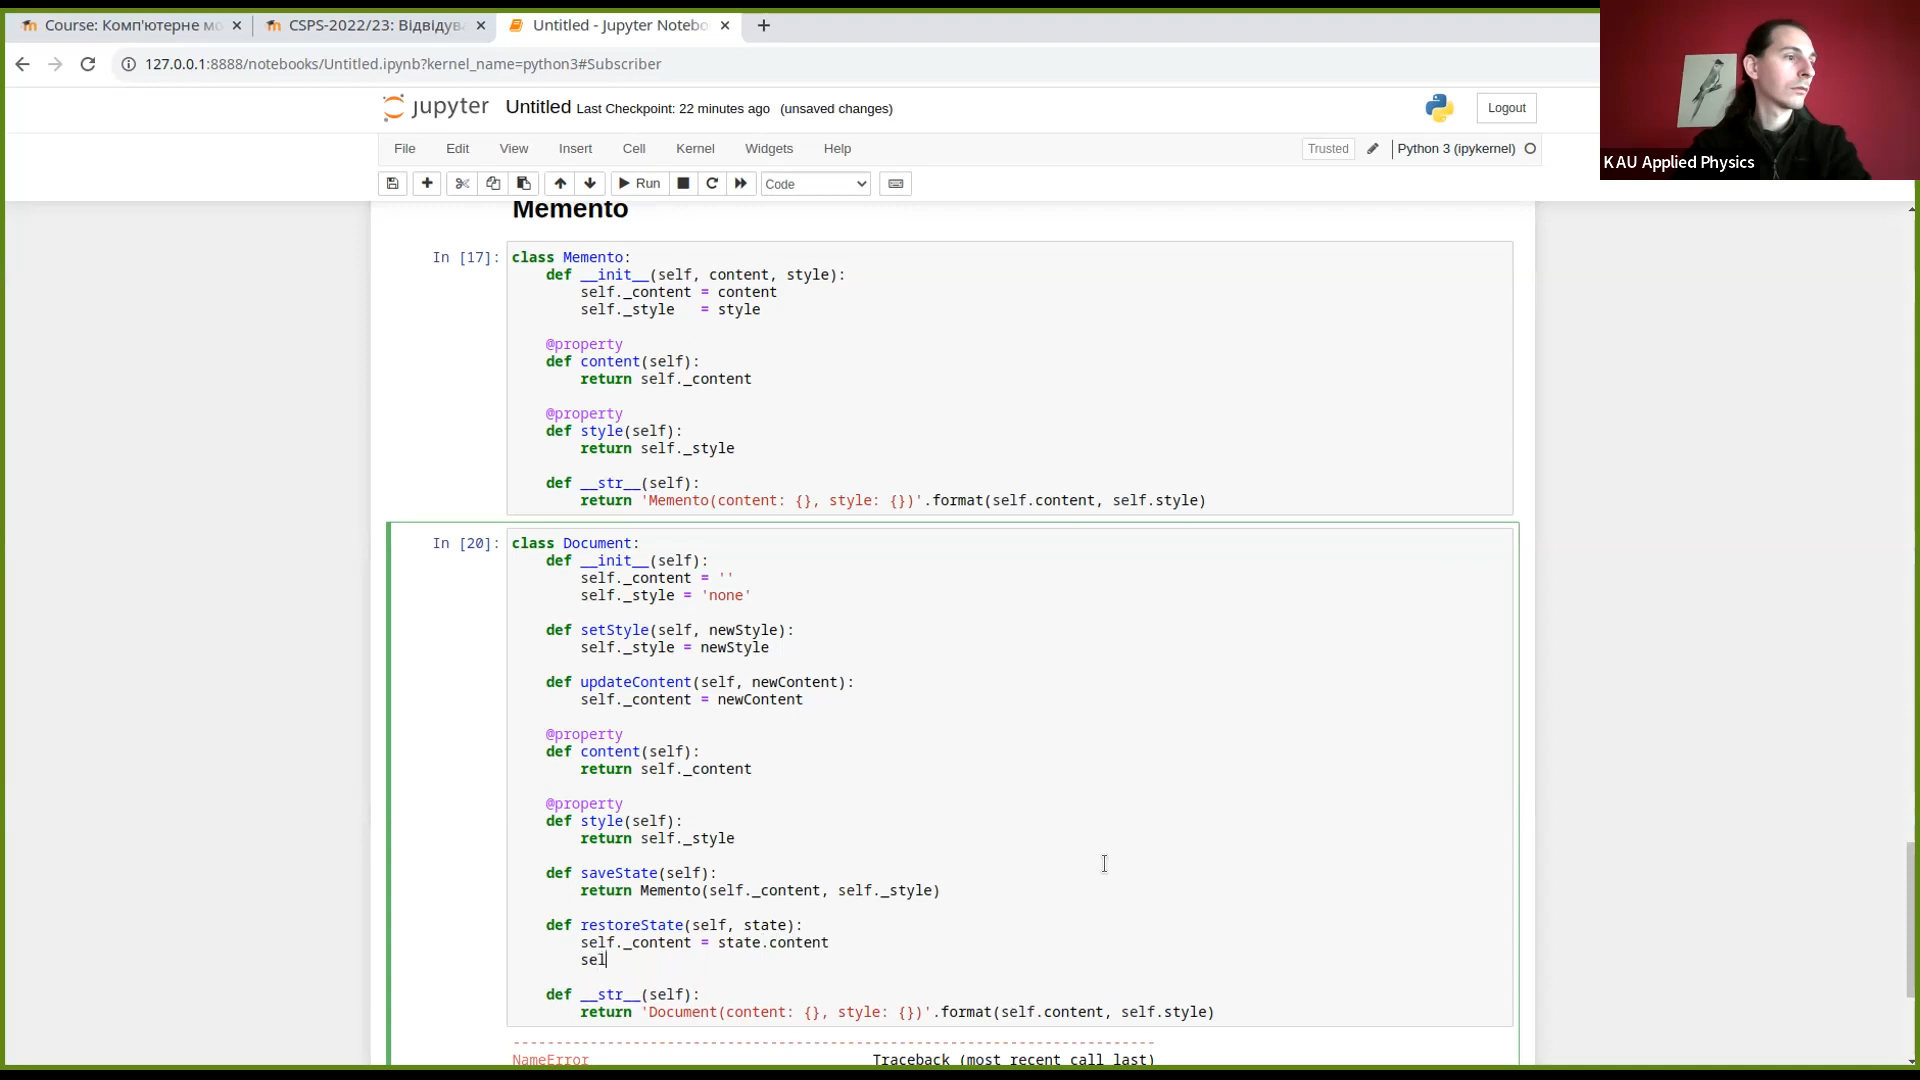 Course: Комп'ютерне мо
CSPS-2022/23: Відвідува
Untitled - Jupyter Notebo
127.0.0.1:8888/notebooks/Untitled.ipynb?kernel_name=python3#Subscriber
jupyter Untitled Last Checkpoint: 22 minutes ago (unsaved changes)
Logout
File Edit View Insert Cell Kernel Widgets Help
Trusted Python 3 (ipykernel)
Run Code
KAU Applied Physics
Memento
In [17]:
class Memento:
    def __init__(self, content, style):
        self._content = content
        self._style   = style
    @property
    def content(self):
        return self._content
    @property
    def style(self):
        return self._style
    def __str__(self):
        return 'Memento(content: {}, style: {})'.format(self.content, self.style)
In [20]:
class Document:
    def __init__(self):
        self._content = ''
        self._style = 'none'
    def setStyle(self, newStyle):
        self._style = newStyle
    def updateContent(self, newContent):
        self._content = newContent
    @property
    def content(self):
        return self._content
    @property
    def style(self):
        return self._style
    def saveState(self):
        return Memento(self._content, self._style)
    def restoreState(self, state):
        self._content = state.content
        sel
    def __str__(self):
        return 'Document(content: {}, style: {})'.format(self.content, self.style)
---------------------------------------------------------------------------
NameError                                 Traceback (most recent call last)